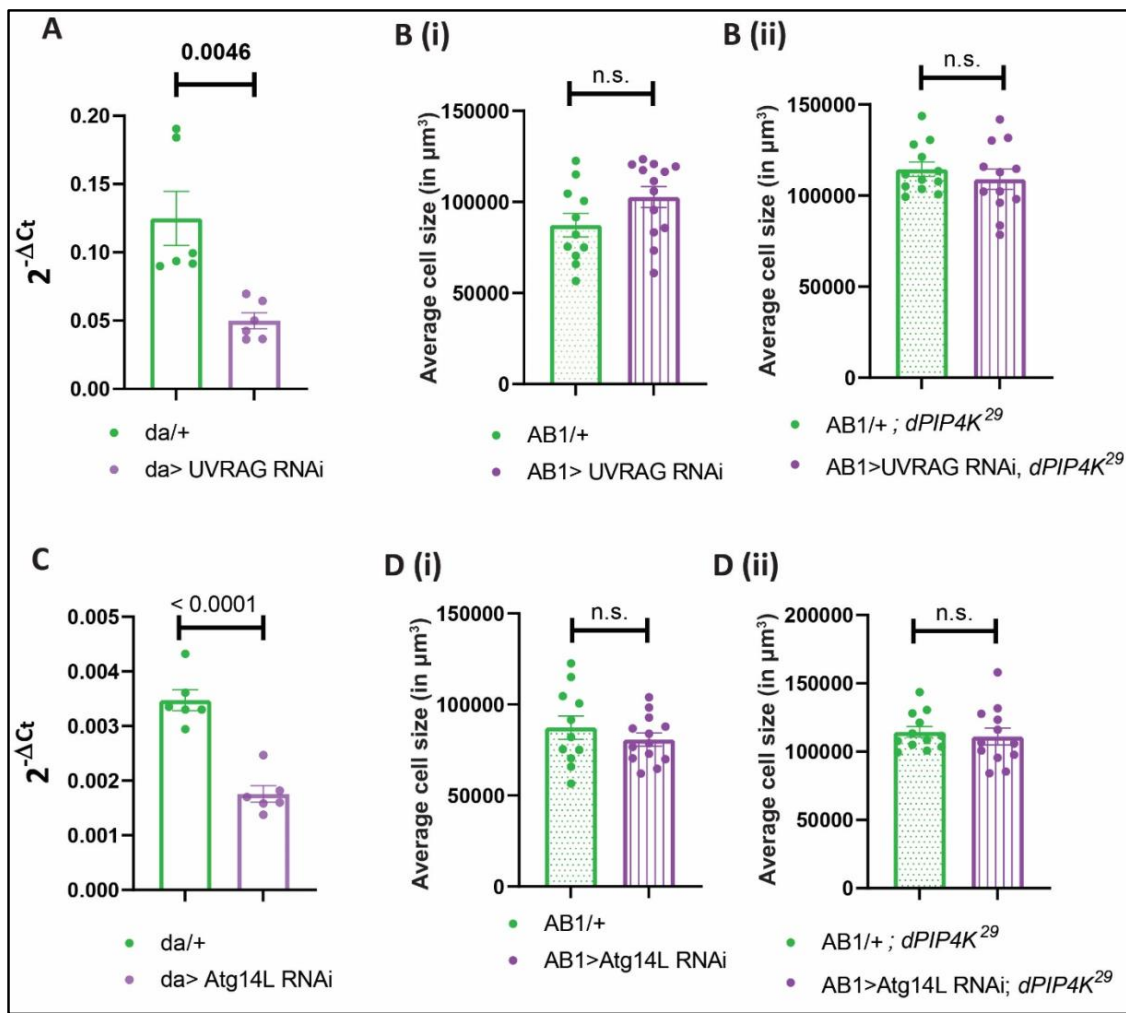 A
0.0046
2^-ΔCt
0.20
0.15
0.10
0.05
0.00
da/+
da> UVRAG RNAi
B (i)
n.s.
Average cell size (in µm³)
150000
100000
50000
0
AB1/+
AB1> UVRAG RNAi
B (ii)
n.s.
Average cell size (in µm³)
150000
100000
50000
0
AB1/+ ; dPIP4K²⁹
AB1>UVRAG RNAi, dPIP4K²⁹
C
< 0.0001
2^-ΔCt
0.005
0.004
0.003
0.002
0.001
0.000
da/+
da> Atg14L RNAi
D (i)
n.s.
Average cell size (in µm³)
150000
100000
50000
0
AB1/+
AB1>Atg14L RNAi
D (ii)
n.s.
Average cell size (in µm³)
200000
150000
100000
50000
0
AB1/+ ; dPIP4K²⁹
AB1>Atg14L RNAi; dPIP4K²⁹